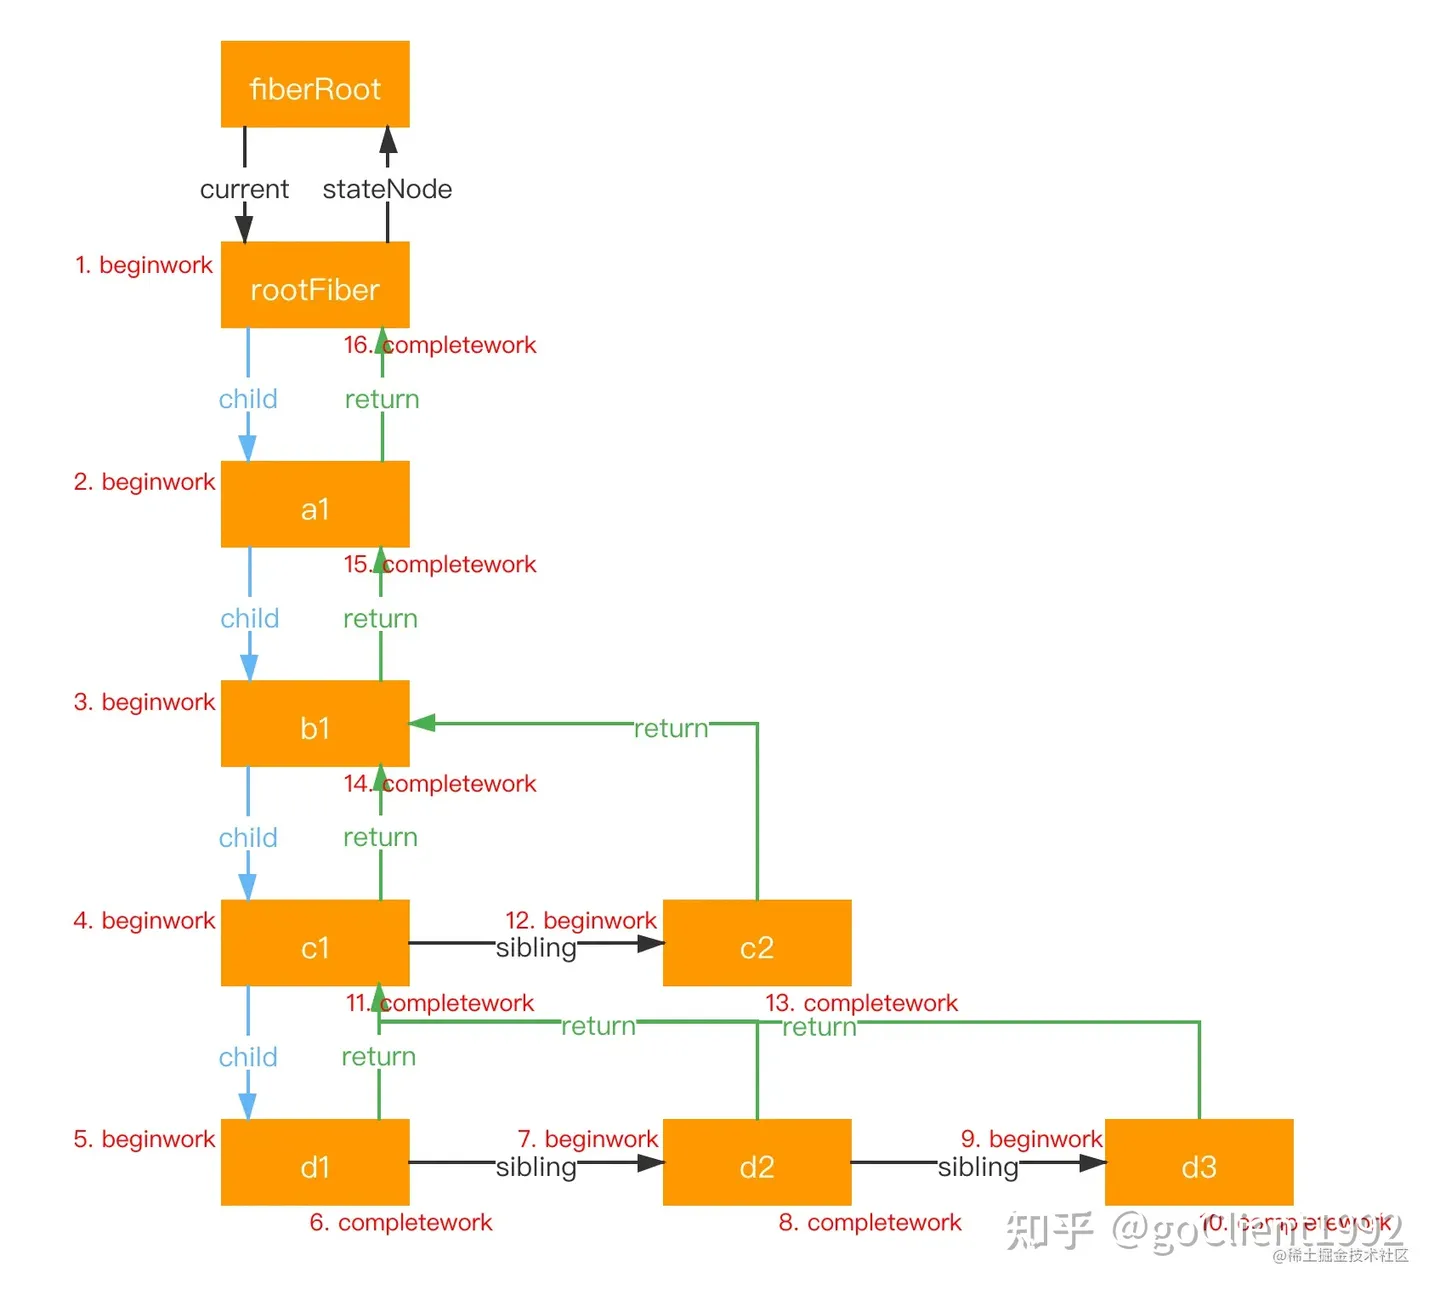 fiberRoot
current
stateNode
1. beginwork
rootFiber
16. completework
child
return
2. beginwork
a1
15. completework
child
return
3. beginwork
b1
return
14. completework
child
return
4. beginwork
c1
12. beginwork
sibling
c2
11. completework
13. completework
return
return
child
return
5. beginwork
d1
7. beginwork
sibling
d2
9. beginwork
sibling
d3
6. completework
8. completework
10. completework
知乎 @goClient1992
@稀土掘金技术社区